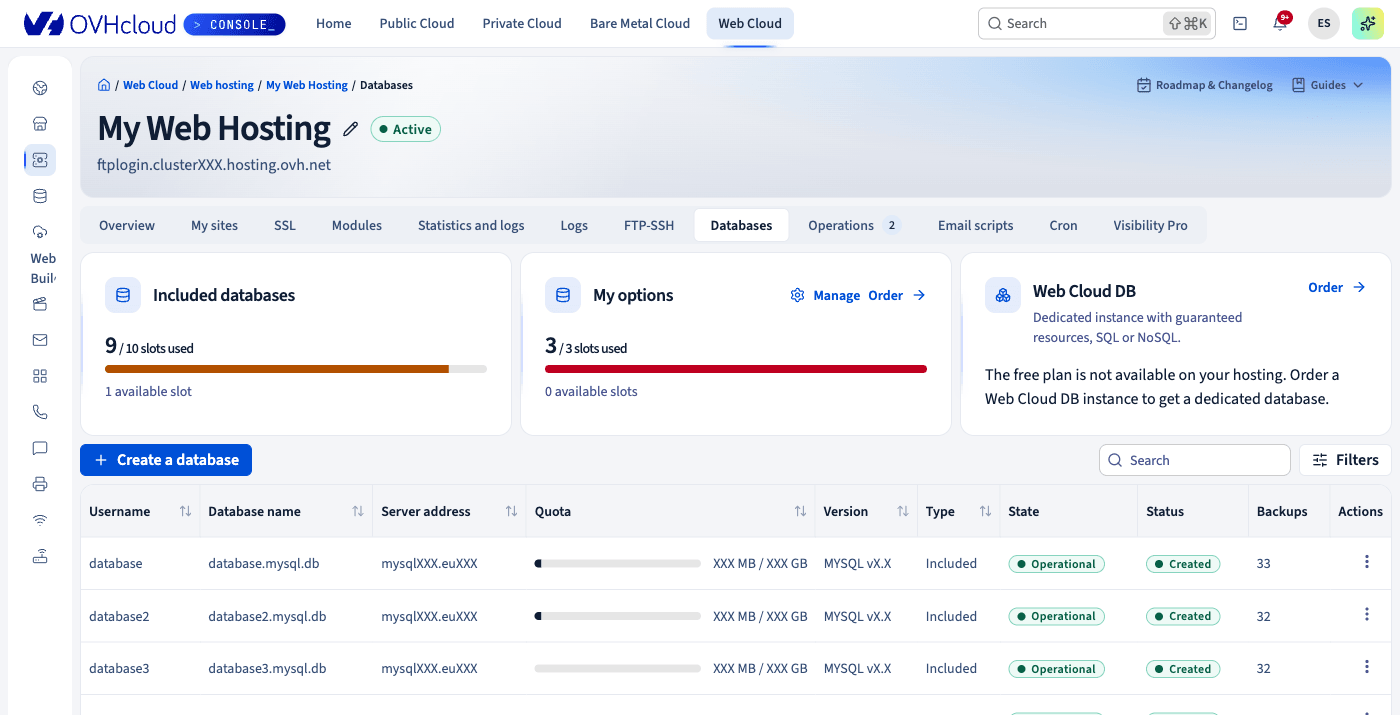 OVHcloud > CONSOLE_ Home Public Cloud Private Cloud Bare Metal Cloud Web Cloud Search ⇧⌘K 9+ ES
/ Web Cloud / Web hosting / My Web Hosting / Databases Roadmap & Changelog Guides
My Web Hosting Active
ftplogin.clusterXXX.hosting.ovh.net
Overview My sites SSL Modules Statistics and logs Logs FTP-SSH Databases Operations 2 Email scripts Cron Visibility Pro
Web
Buil
Included databases
9 / 10 slots used
1 available slot
My options Manage Order
3 / 3 slots used
0 available slots
Web Cloud DB Order
Dedicated instance with guaranteed
resources, SQL or NoSQL.
The free plan is not available on your hosting. Order a
Web Cloud DB instance to get a dedicated database.
+ Create a database Search Filters
Username Database name Server address Quota Version Type State Status Backups Actions
database database.mysql.db mysqlXXX.euXXX XXX MB / XXX GB MYSQL vX.X Included Operational Created 33
database2 database2.mysql.db mysqlXXX.euXXX XXX MB / XXX GB MYSQL vX.X Included Operational Created 32
database3 database3.mysql.db mysqlXXX.euXXX XXX MB / XXX GB MYSQL vX.X Included Operational Created 32